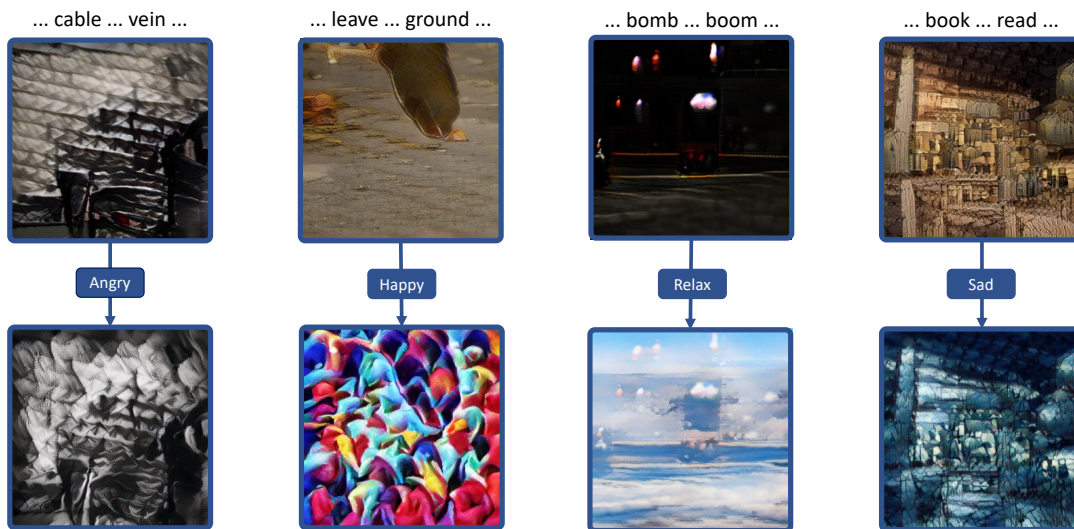 ... cable ... vein ...
... leave ... ground ...
... bomb ... boom ...
... book ... read ...
Angry
Happy
Relax
Sad